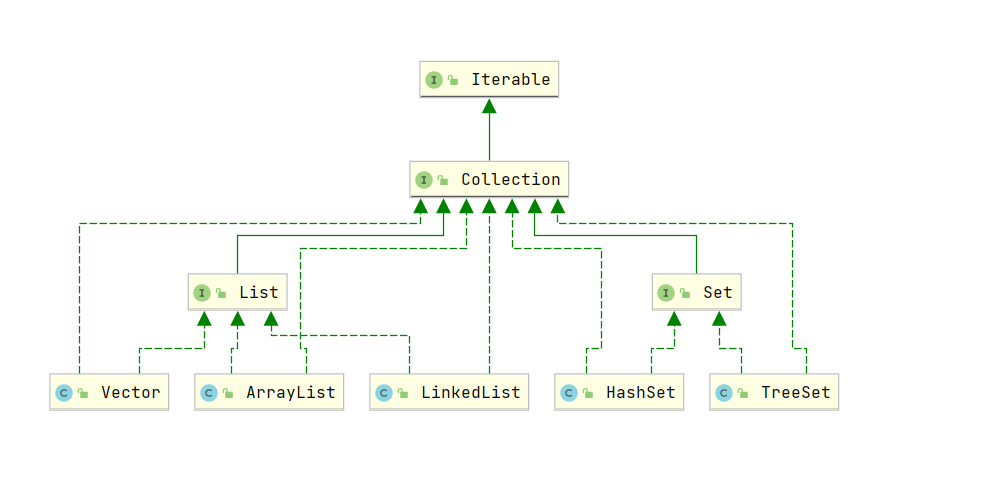 I Iterable
I Collection
I List
I Set
C Vector
C ArrayList
C LinkedList
C HashSet
C TreeSet